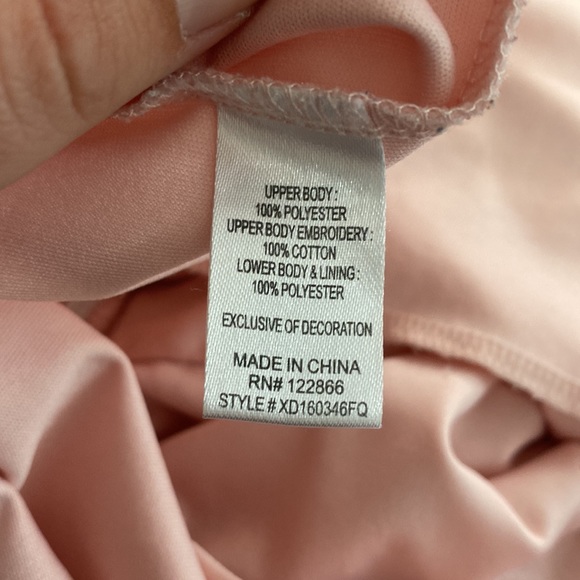 UPPER BODY :
100% POLYESTER
UPPER BODY EMBROIDERY :
100% COTTON
LOWER BODY & LINING :
100% POLYESTER
EXCLUSIVE OF DECORATION
MADE IN CHINA
RN# 122866
STYLE # XD160346FQ